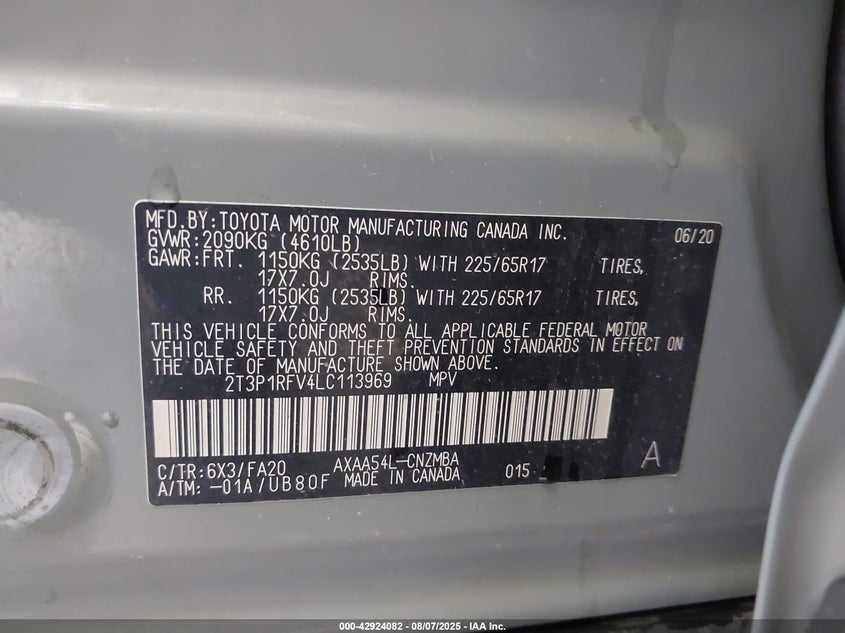 MFD.BY:TOYOTA MOTOR MANUFACTURING CANADA INC. 06/20
GVWR:2090KG (4610LB)
GAWR:FRT. 1150KG (2535LB) WITH 225/65R17 TIRES,
17X7.0J RIMS.
RR. 1150KG (2535LB) WITH 225/65R17 TIRES,
17X7.0J RIMS.
THIS VEHICLE CONFORMS TO ALL APPLICABLE FEDERAL MOTOR
VEHICLE SAFETY AND THEFT PREVENTION STANDARDS IN EFFECT ON
THE DATE OF MANUFACTURE SHOWN ABOVE.
2T3P1RFV4LC113969 MPV
C/TR:6X3/FA20 AXAA54L-CNZMBA 015 A
A/TM:-01A/UB80F MADE IN CANADA
000-42924082 - 08/07/2025 - IAA Inc.